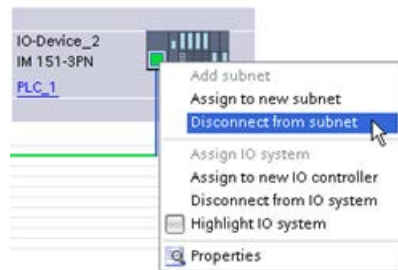 IO-Device_2
IM 151-3PN
PLC_1
Add subnet
Assign to new subnet
Disconnect from subnet
Assign IO system
Assign to new IO controller
Disconnect from IO system
Highlight IO system
Properties